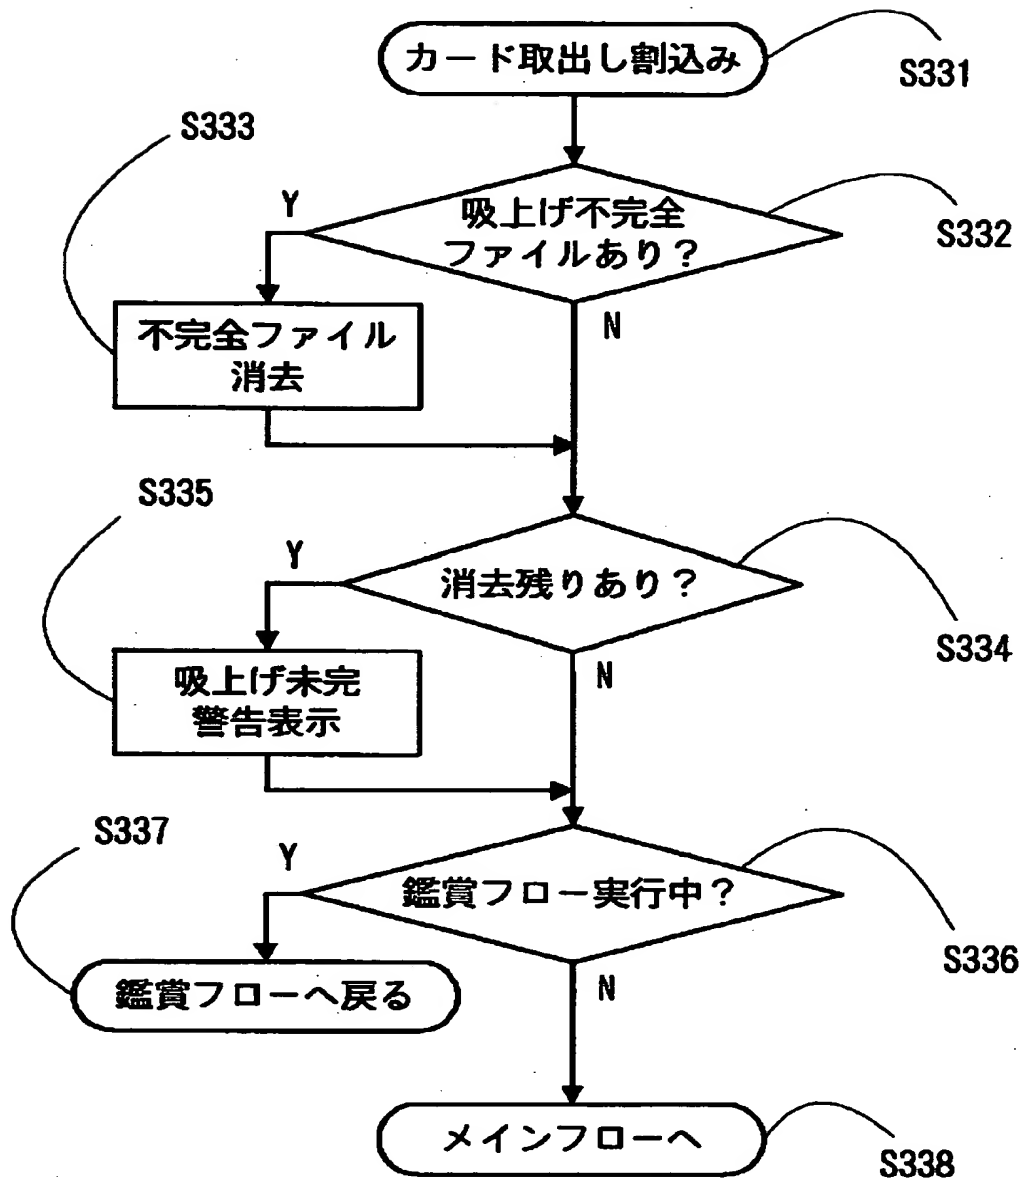 カード取出し割込み
S331
S333
Y
吸上げ不完全
ファイルあり？
S332
不完全ファイル
消去
N
S335
Y
消去残りあり？
S334
吸上げ未完
警告表示
N
S337
Y
鑑賞フロー実行中？
S336
鑑賞フローへ戻る
N
メインフローへ
S338